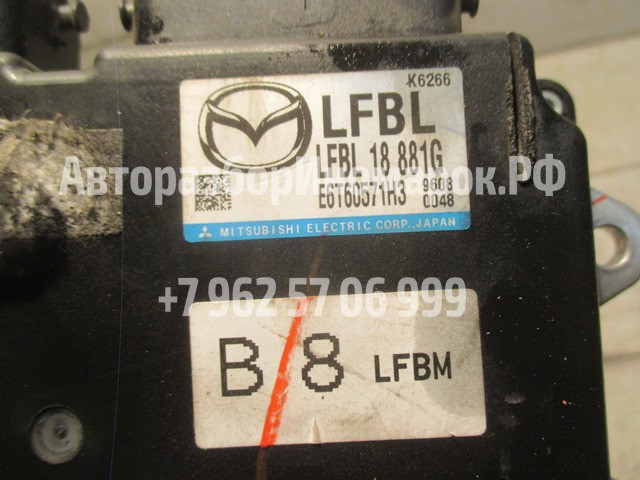 K6266
LFBL
LFBL 18 881G
E6T60571H3 9608
0048
MITSUBISHI ELECTRIC CORP., JAPAN
АвторазборИномарок.РФ
+7 962 57 06 999
B/8 LFBM